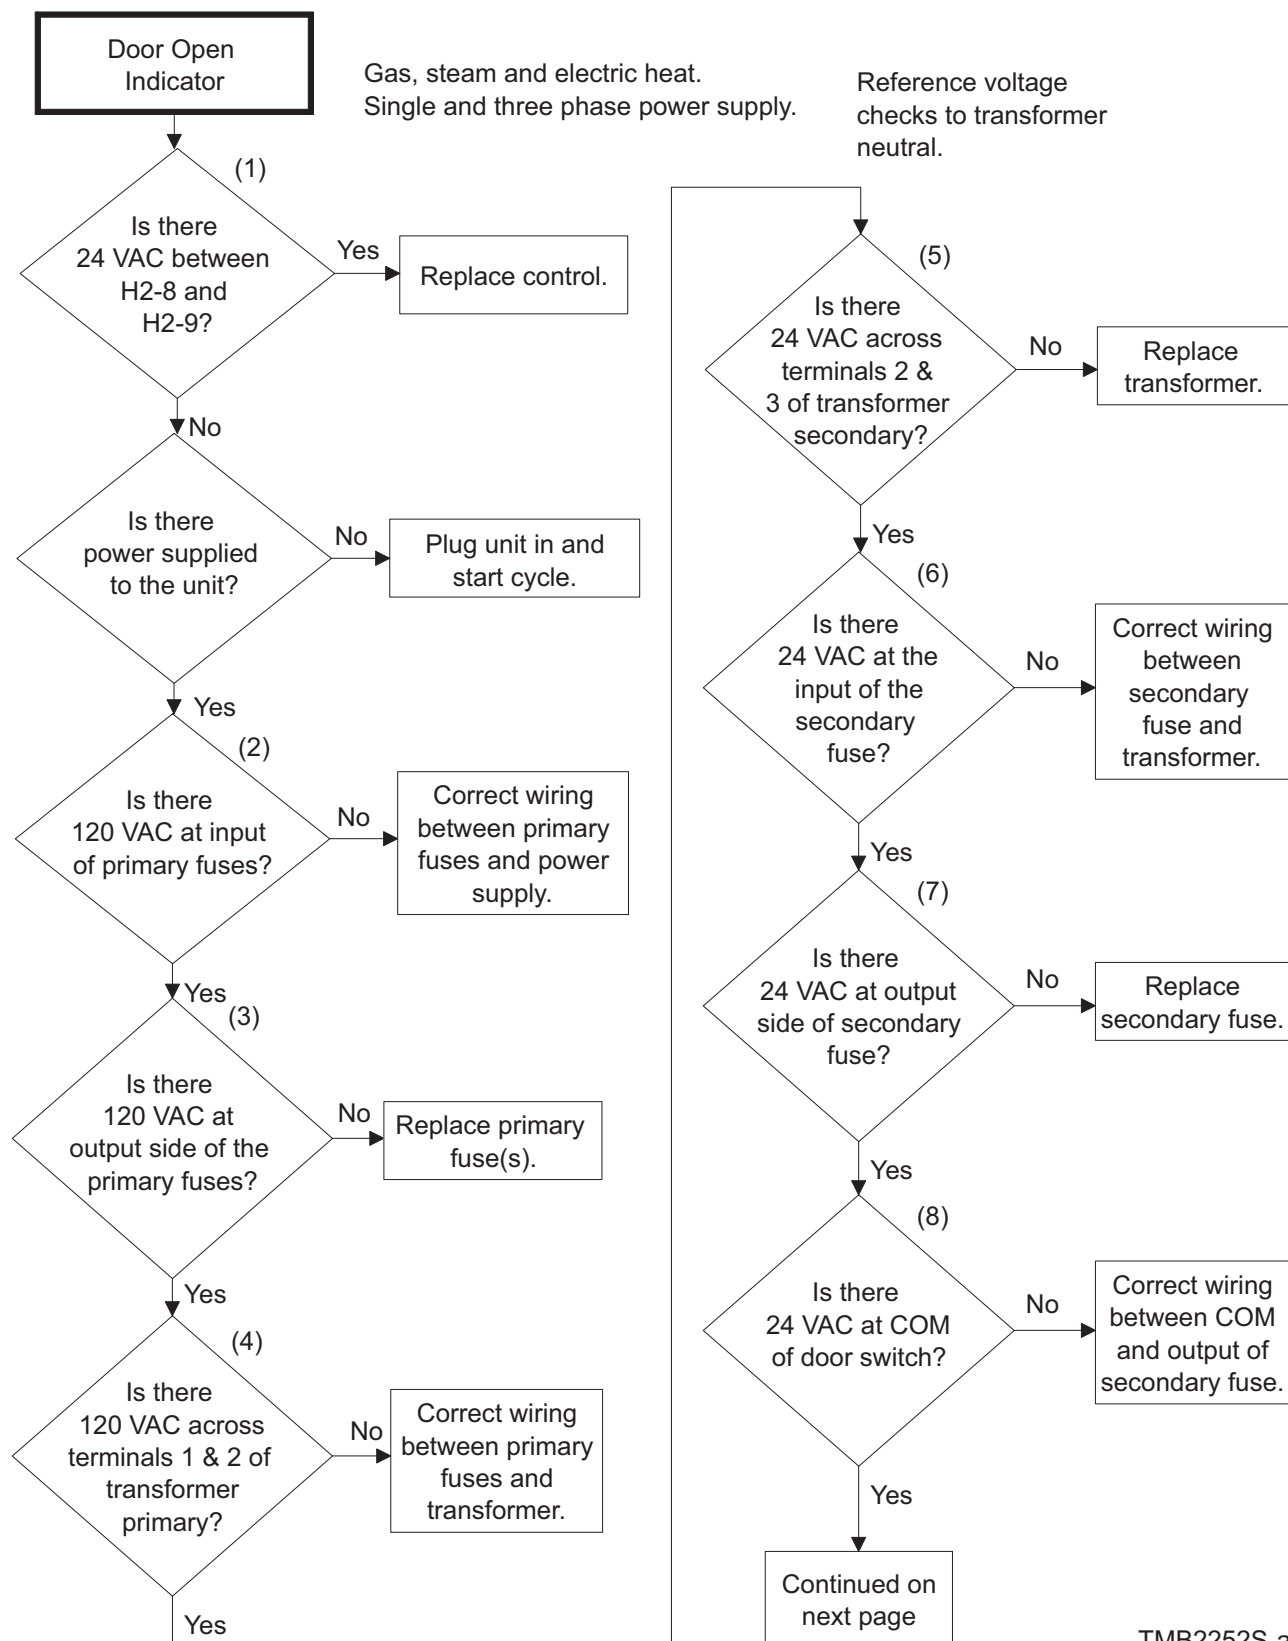 Door Open
Indicator
Gas, steam and electric heat.
Single and three phase power supply.
Reference voltage
checks to transformer
neutral.
(1)
Is there
24 VAC between
H2-8 and
H2-9?
Yes
Replace control.
No
Is there
power supplied
to the unit?
No
Plug unit in and
start cycle.
Yes
(2)
Is there
120 VAC at input
of primary fuses?
No
Correct wiring
between primary
fuses and power
supply.
Yes
(3)
Is there
120 VAC at
output side of the
primary fuses?
No
Replace primary
fuse(s).
Yes
(4)
Is there
120 VAC across
terminals 1 & 2 of
transformer
primary?
No
Correct wiring
between primary
fuses and
transformer.
Yes
(5)
Is there
24 VAC across
terminals 2 &
3 of transformer
secondary?
No
Replace
transformer.
Yes
(6)
Is there
24 VAC at the
input of the
secondary
fuse?
No
Correct wiring
between
secondary
fuse and
transformer.
Yes
(7)
Is there
24 VAC at output
side of secondary
fuse?
No
Replace
secondary fuse.
Yes
(8)
Is there
24 VAC at COM
of door switch?
No
Correct wiring
between COM
and output of
secondary fuse.
Yes
Continued on
next page
TMB2252S-a